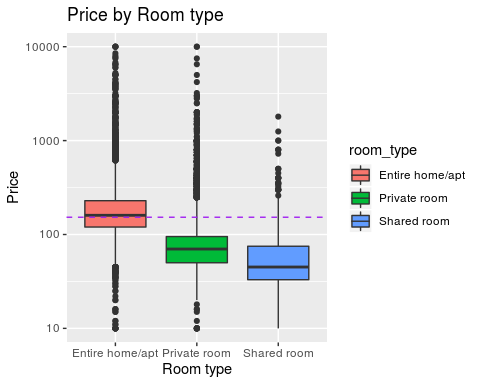 Price by Room type
Price
10000
1000
100
10
Entire home/apt Private room Shared room
Room type
room_type
Entire home/apt
Private room
Shared room